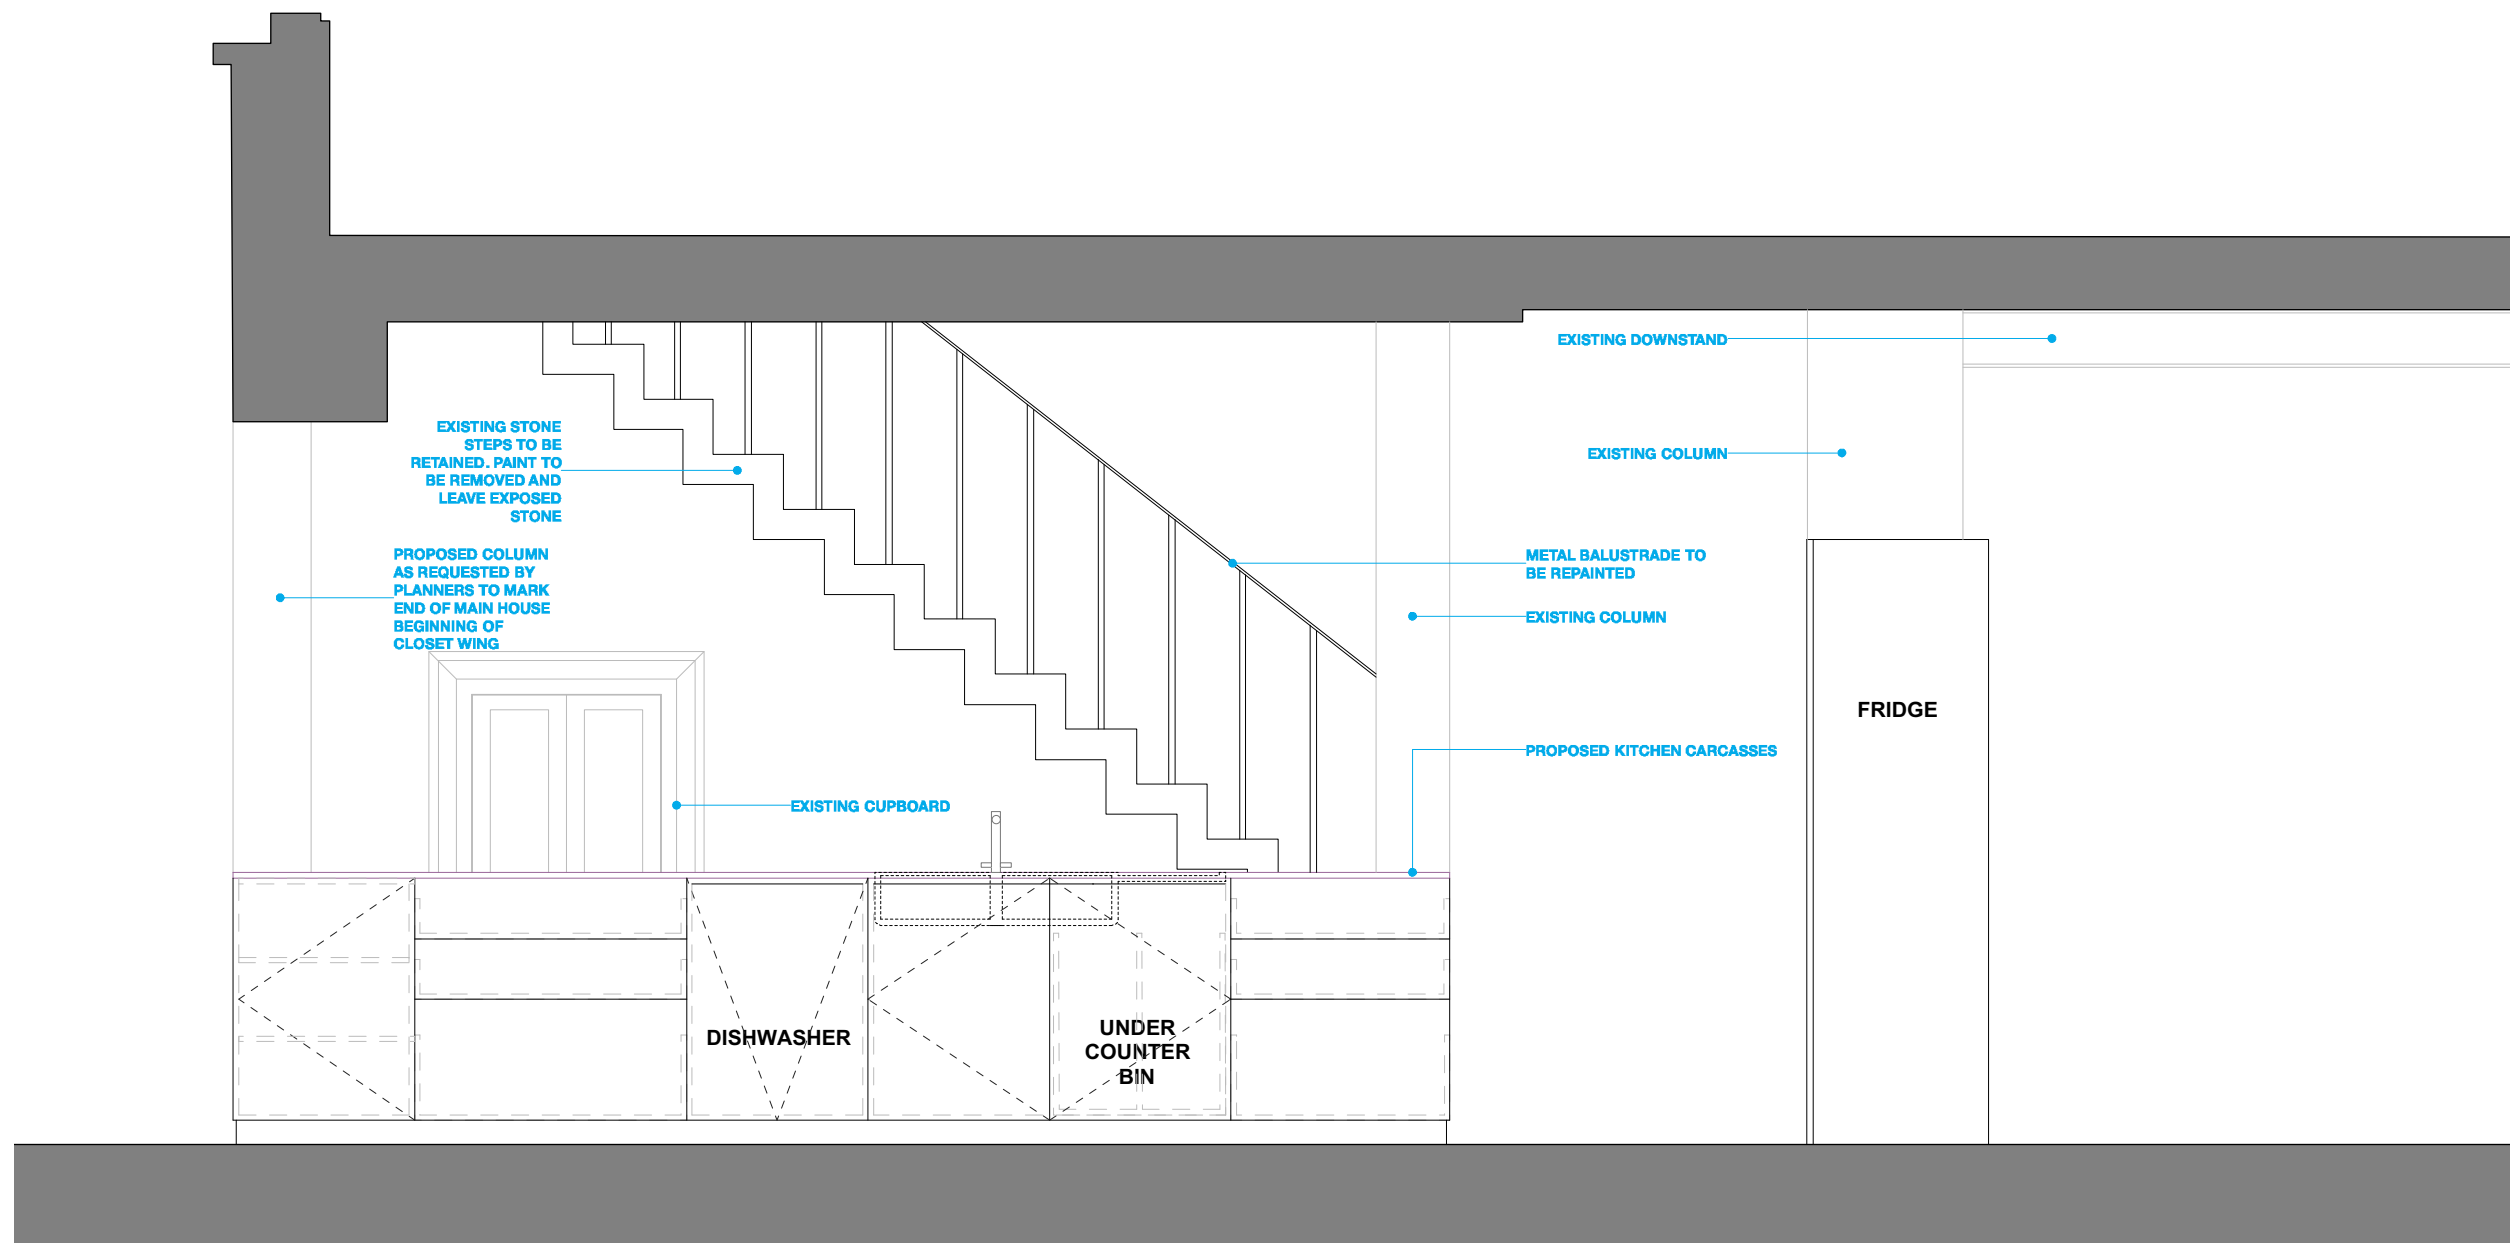 EXISTING DOWNSTAND
EXISTING STONE
STEPS TO BE
RETAINED. PAINT TO
BE REMOVED AND
LEAVE EXPOSED
STONE
EXISTING COLUMN
PROPOSED COLUMN
AS REQUESTED BY
PLANNERS TO MARK
END OF MAIN HOUSE
BEGINNING OF
CLOSET WING
METAL BALUSTRADE TO
BE REPAINTED
EXISTING COLUMN
FRIDGE
PROPOSED KITCHEN CARCASSES
EXISTING CUPBOARD
DISHWASHER
UNDER
COUNTER
BIN